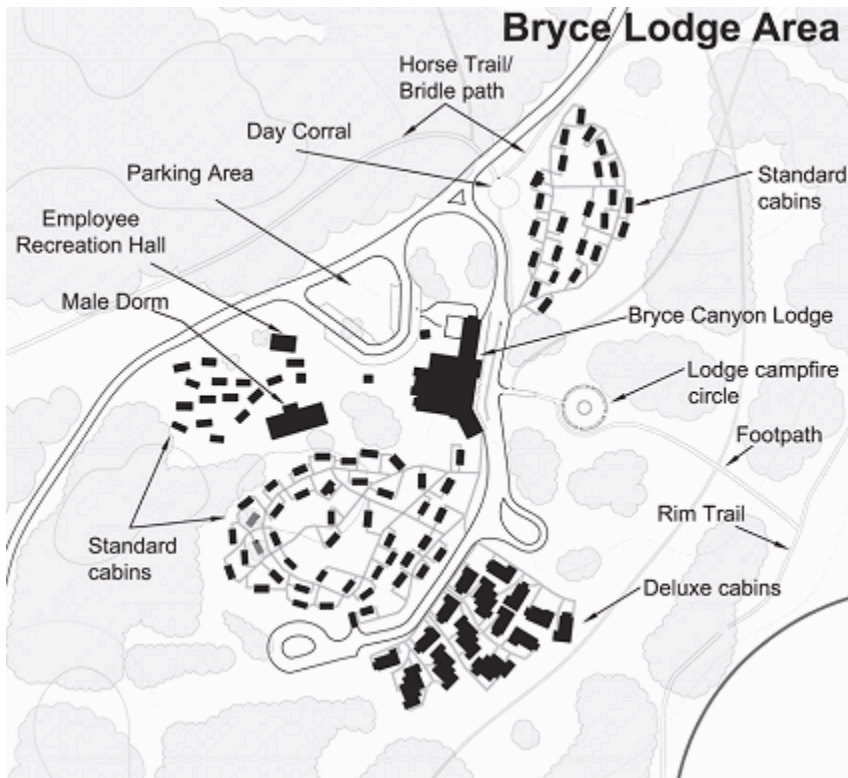 Bryce Lodge Area
Horse Trail/
Bridle path
Day Corral
Parking Area
Standard
cabins
Employee
Recreation Hall
Male Dorm
Bryce Canyon Lodge
Lodge campfire
circle
Footpath
Rim Trail
Standard
cabins
Deluxe cabins